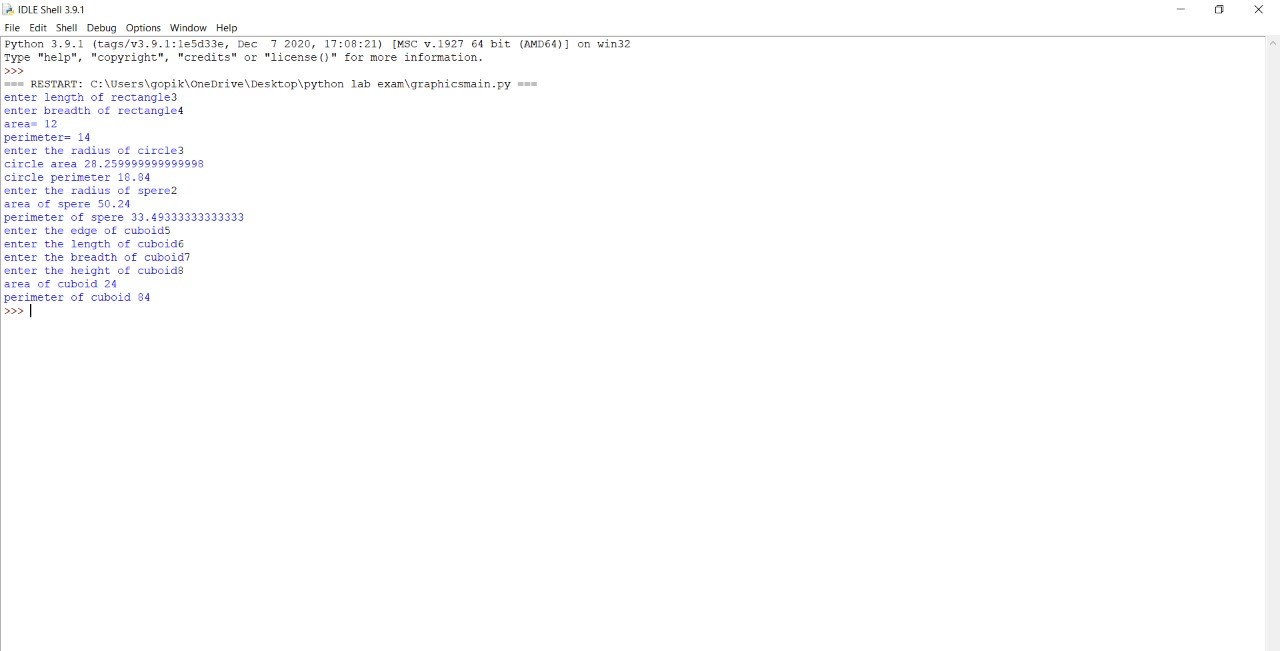 IDLE Shell 3.9.1
File Edit Shell Debug Options Window Help
Python 3.9.1 (tags/v3.9.1:1e5d33e, Dec  7 2020, 17:08:21) [MSC v.1927 64 bit (AMD64)] on win32
Type "help", "copyright", "credits" or "license()" for more information.
>>>
=== RESTART: C:\Users\gopik\OneDrive\Desktop\python lab exam\graphicsmain.py ===
enter length of rectangle3
enter breadth of rectangle4
area= 12
perimeter= 14
enter the radius of circle3
circle area 28.259999999999998
circle perimeter 18.84
enter the radius of spere2
area of spere 50.24
perimeter of spere 33.49333333333333
enter the edge of cuboid5
enter the length of cuboid6
enter the breadth of cuboid7
enter the height of cuboid8
area of cuboid 24
perimeter of cuboid 84
>>>